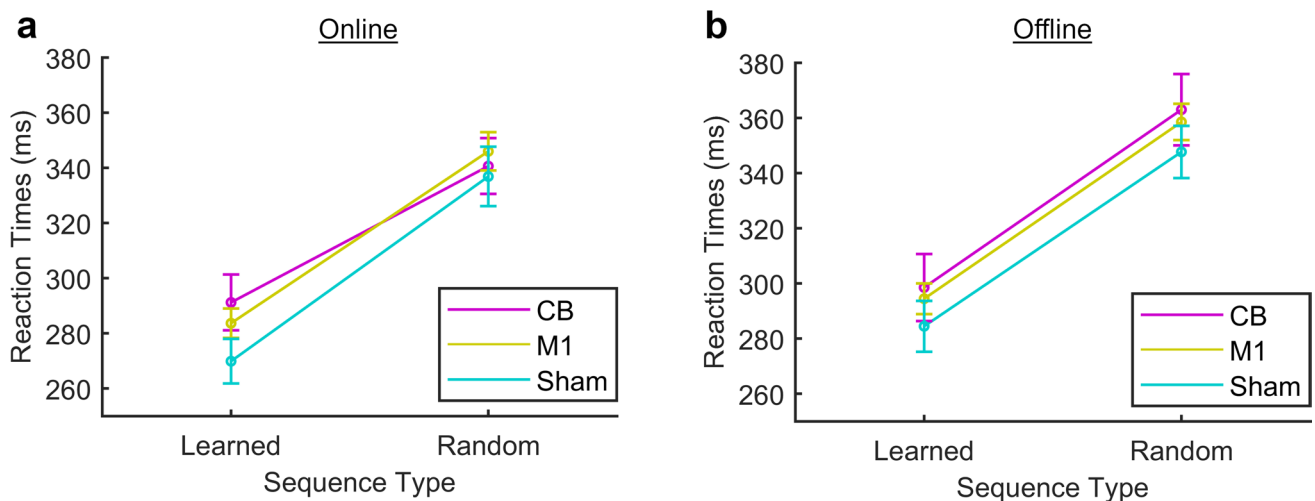 a
Online
380
360
340
320
300
280
260
Reaction Times (ms)
Learned
Random
Sequence Type
CB
M1
Sham
b
Offline
380
360
340
320
300
280
260
Reaction Times (ms)
Learned
Random
Sequence Type
CB
M1
Sham